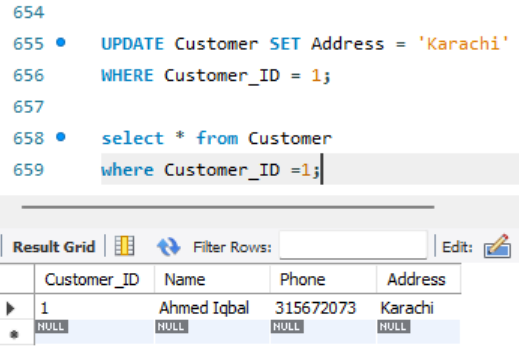 654
655 UPDATE Customer SET Address = 'Karachi'
656 WHERE Customer_ID = 1;
657
658 select * from Customer
659 where Customer_ID =1;
Result Grid Filter Rows: Edit:
Customer_ID Name Phone Address
1 Ahmed Iqbal 315672073 Karachi
NULL NULL NULL NULL